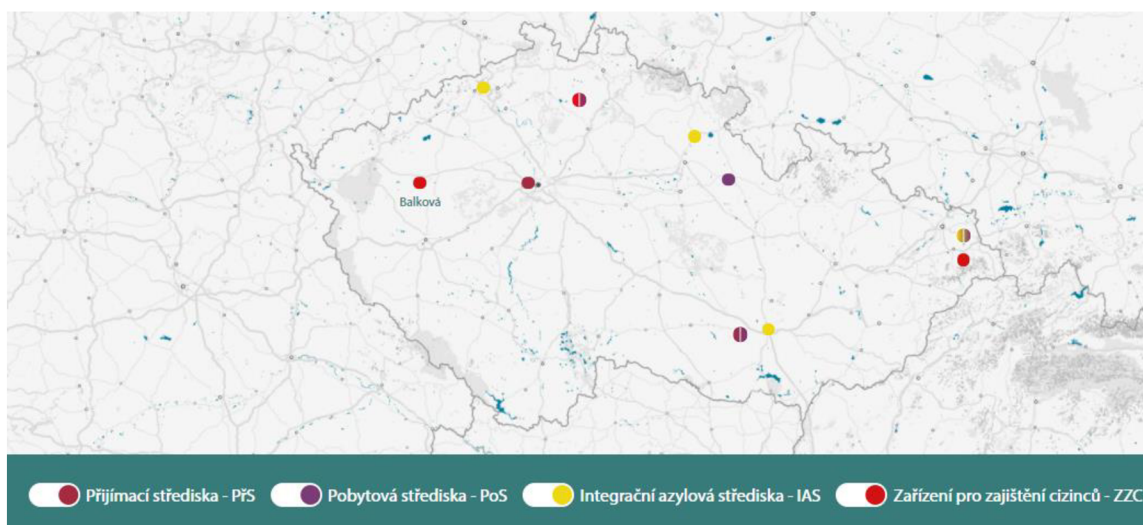 Balková
Přijímací střediska - PřS
Pobytová střediska - PoS
Integrační azylová střediska - IAS
Zařízení pro zajištění cizinců - ZZC